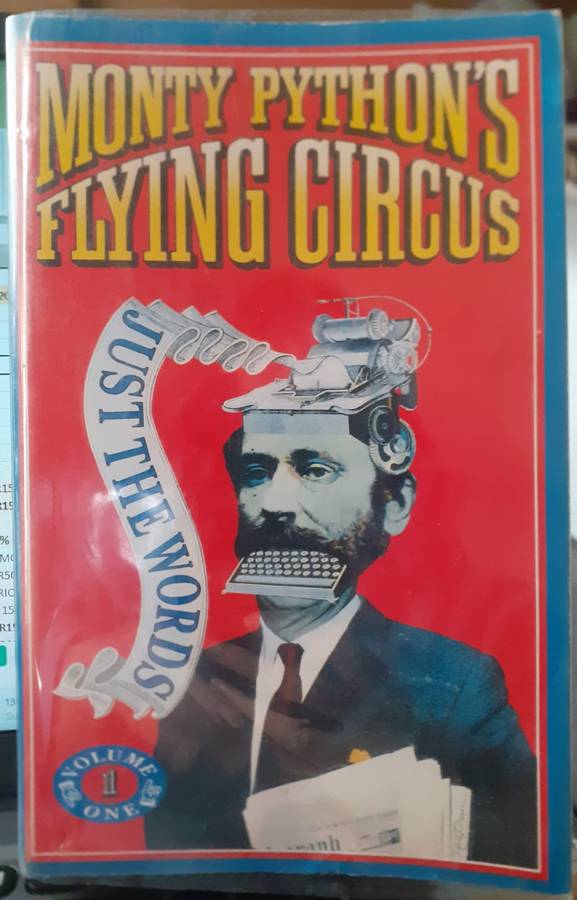 MONTY PYTHON'S
FLYING CIRCUS
JUST THE WORDS
VOLUME
1
ONE